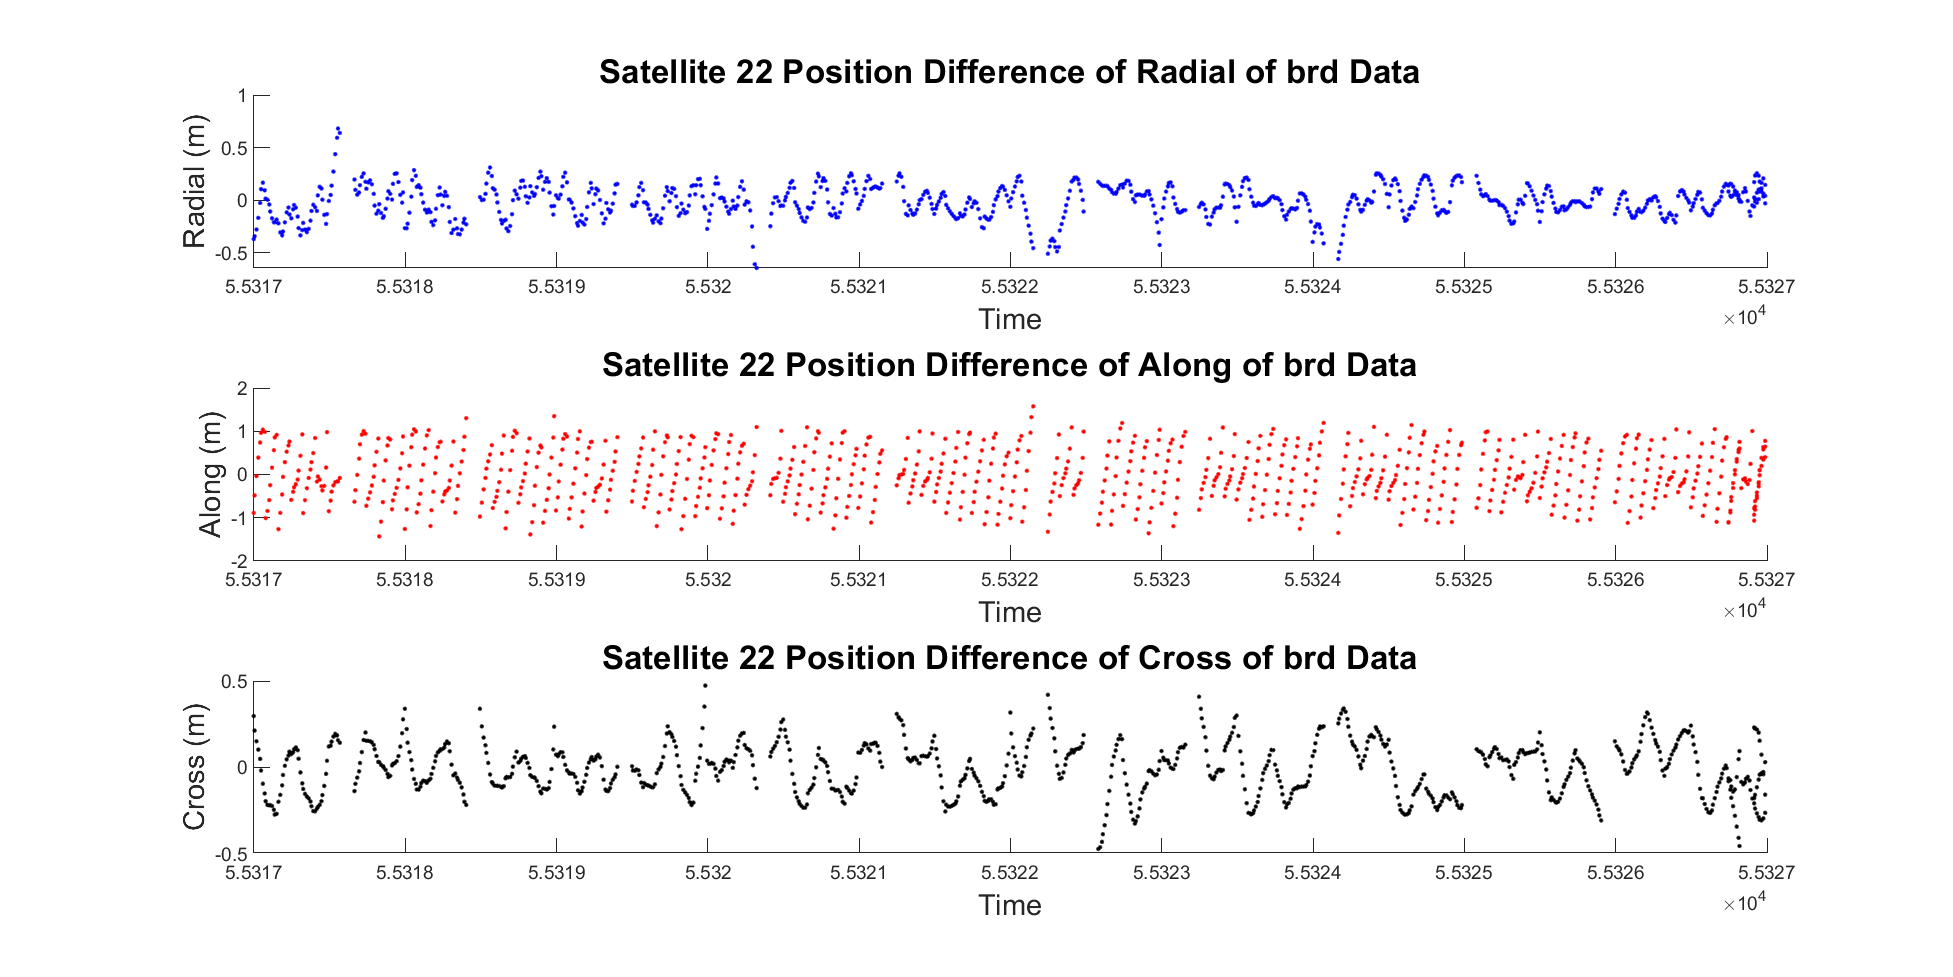 Satellite 22 Position Difference of Radial of brd Data
1
0.5
0
-0.5
Radial (m)
5.5317 5.5318 5.5319 5.532 5.5321 5.5322 5.5323 5.5324 5.5325 5.5326 5.5327
Time
×10⁴
Satellite 22 Position Difference of Along of brd Data
2
1
0
-1
-2
Along (m)
5.5317 5.5318 5.5319 5.532 5.5321 5.5322 5.5323 5.5324 5.5325 5.5326 5.5327
Time
×10⁴
Satellite 22 Position Difference of Cross of brd Data
0.5
0
-0.5
Cross (m)
5.5317 5.5318 5.5319 5.532 5.5321 5.5322 5.5323 5.5324 5.5325 5.5326 5.5327
Time
×10⁴